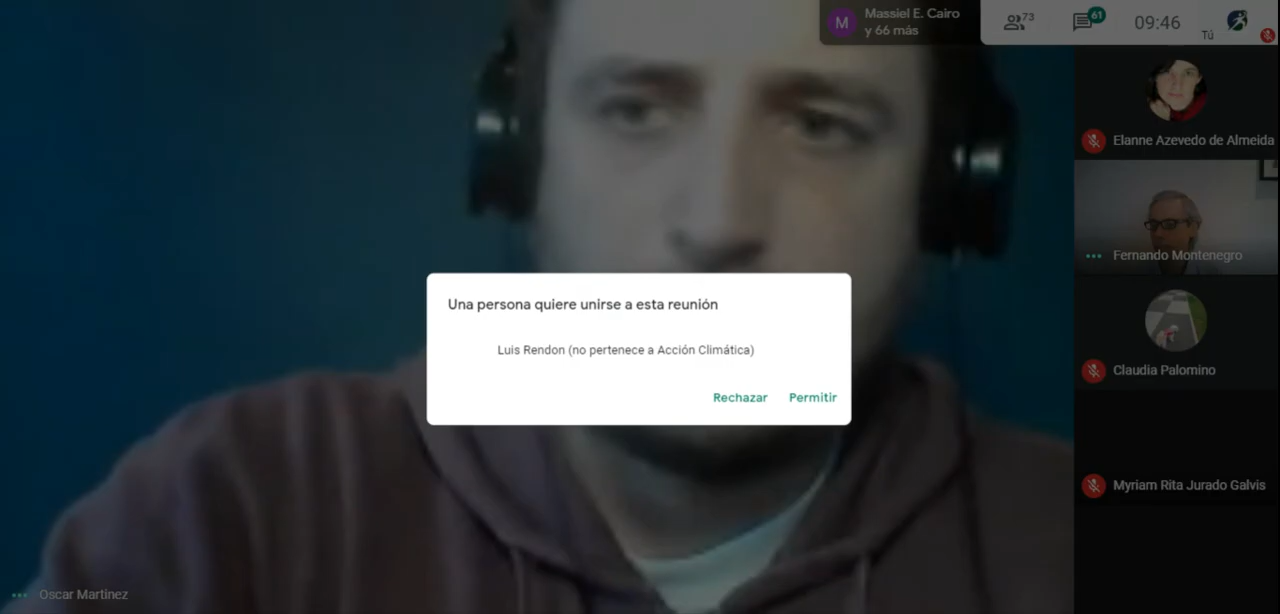 Massiel E. Cairo
y 66 más
M
73
61
09:46
Tú
Elanne Azevedo de Almeida
Fernando Montenegro
Una persona quiere unirse a esta reunión
Luis Rendon (no pertenece a Acción Climática)
Rechazar Permitir
Claudia Palomino
Myriam Rita Jurado Galvis
Oscar Martinez